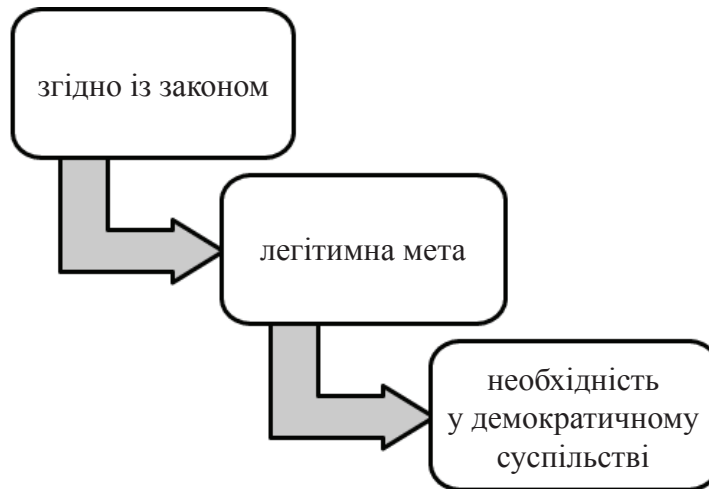 згідно із законом
легітимна мета
необхідність
у демократичному
суспільстві